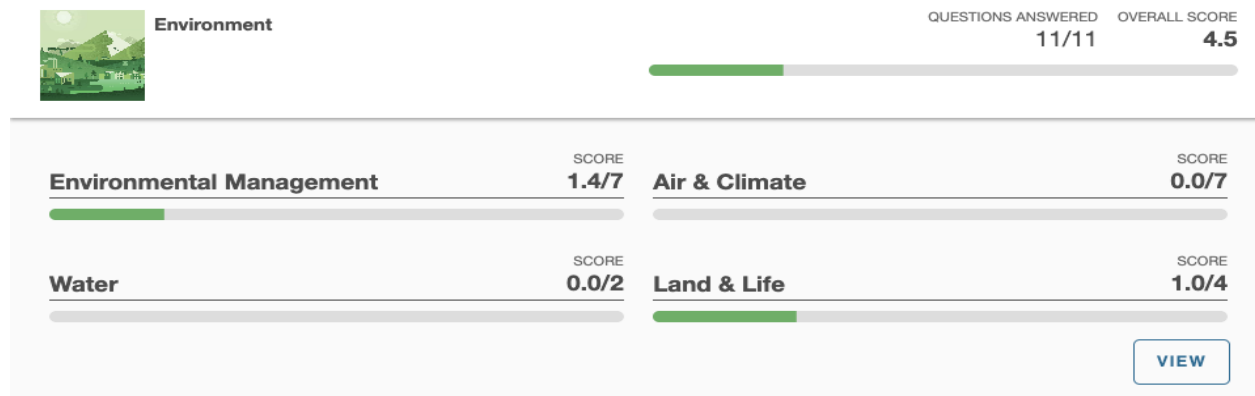 Environment
QUESTIONS ANSWERED OVERALL SCORE
11/11 4.5
SCORE
Environmental Management 1.4/7
SCORE
Air & Climate 0.0/7
SCORE
Water 0.0/2
SCORE
Land & Life 1.0/4
VIEW